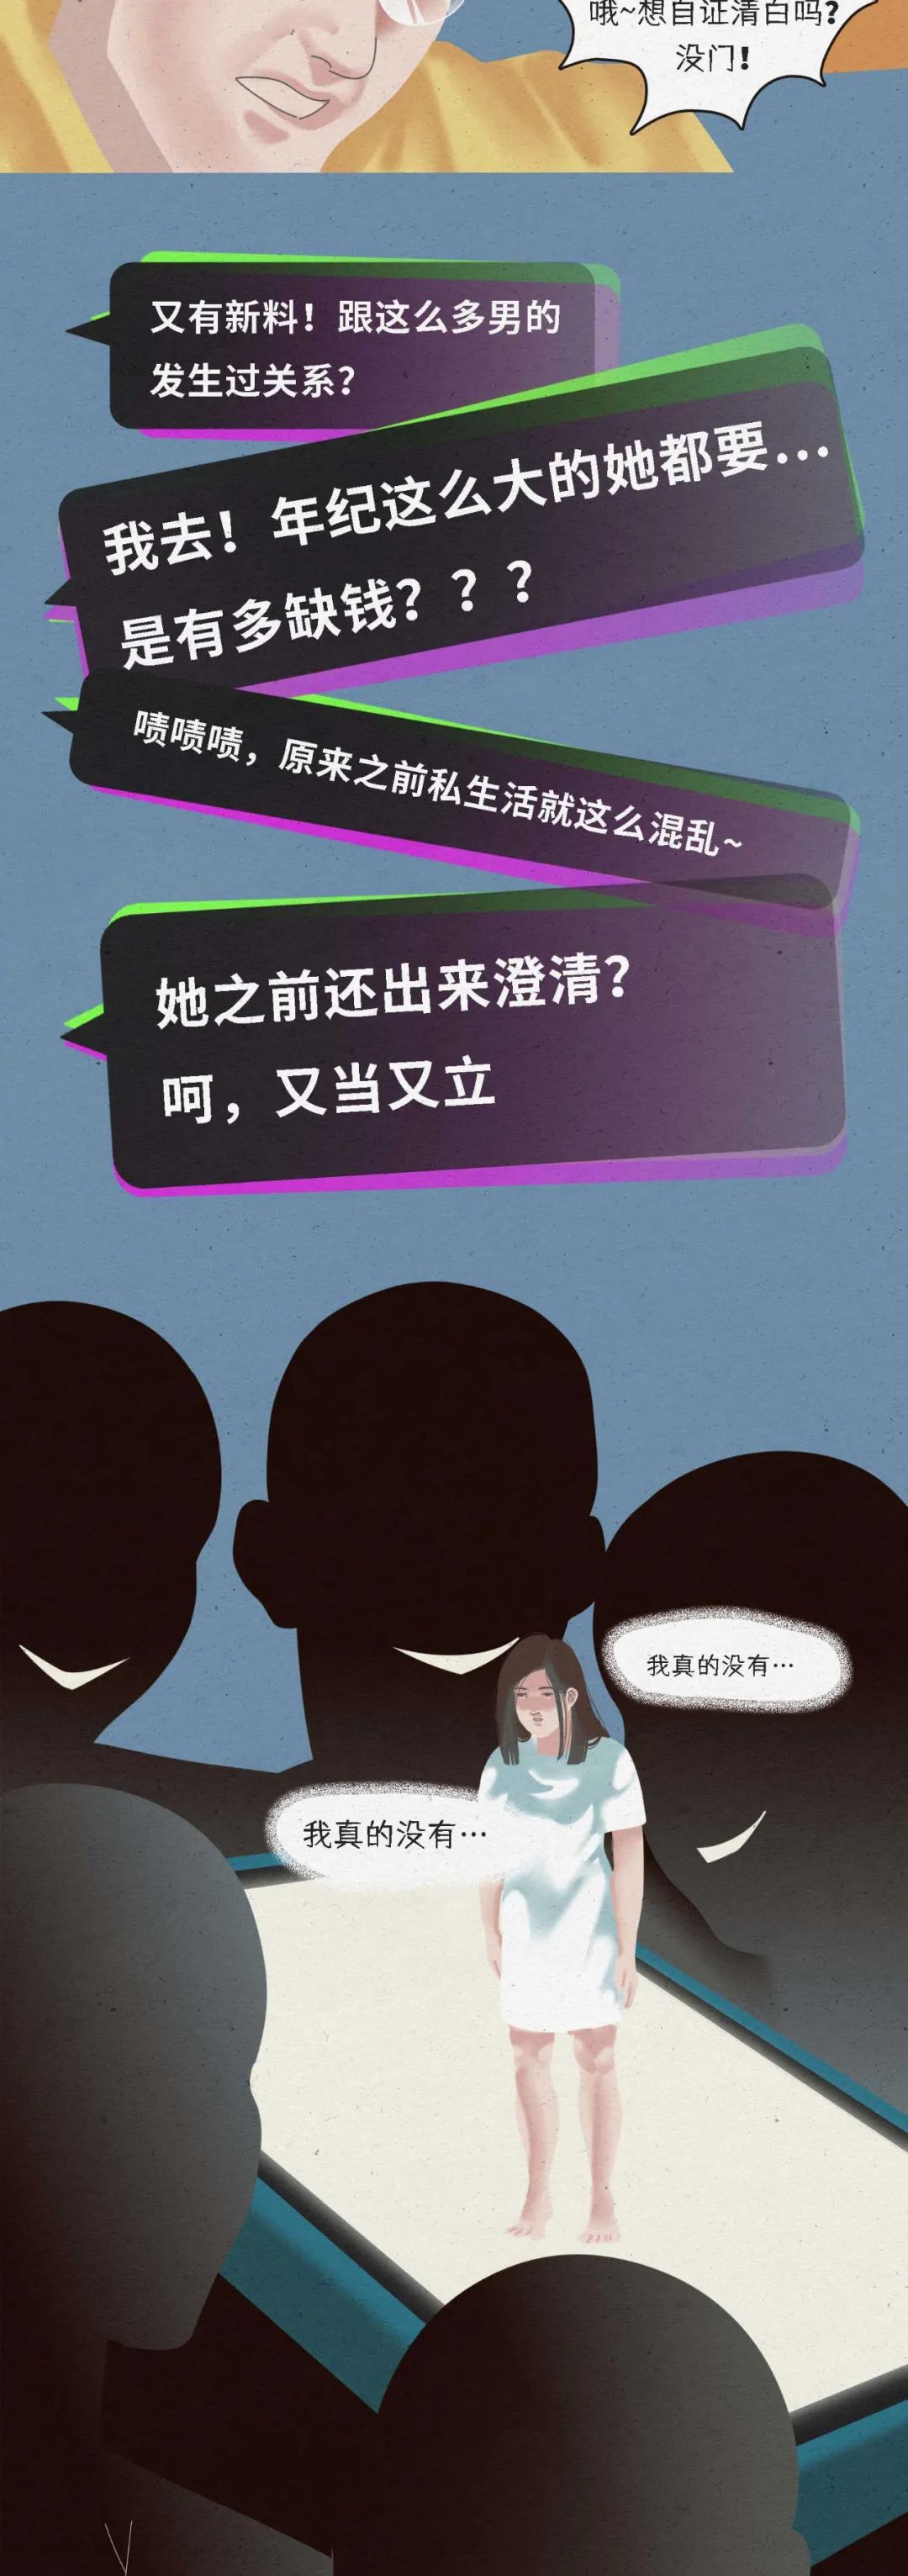 哦~想自证清白吗?
没门!
又有新料！跟这么多男的
发生过关系？
我去！年纪这么大的她都要...
是有多缺钱？？？
啧啧啧，原来之前私生活就这么混乱~
她之前还出来澄清？
呵，又当又立
我真的没有…
我真的没有…